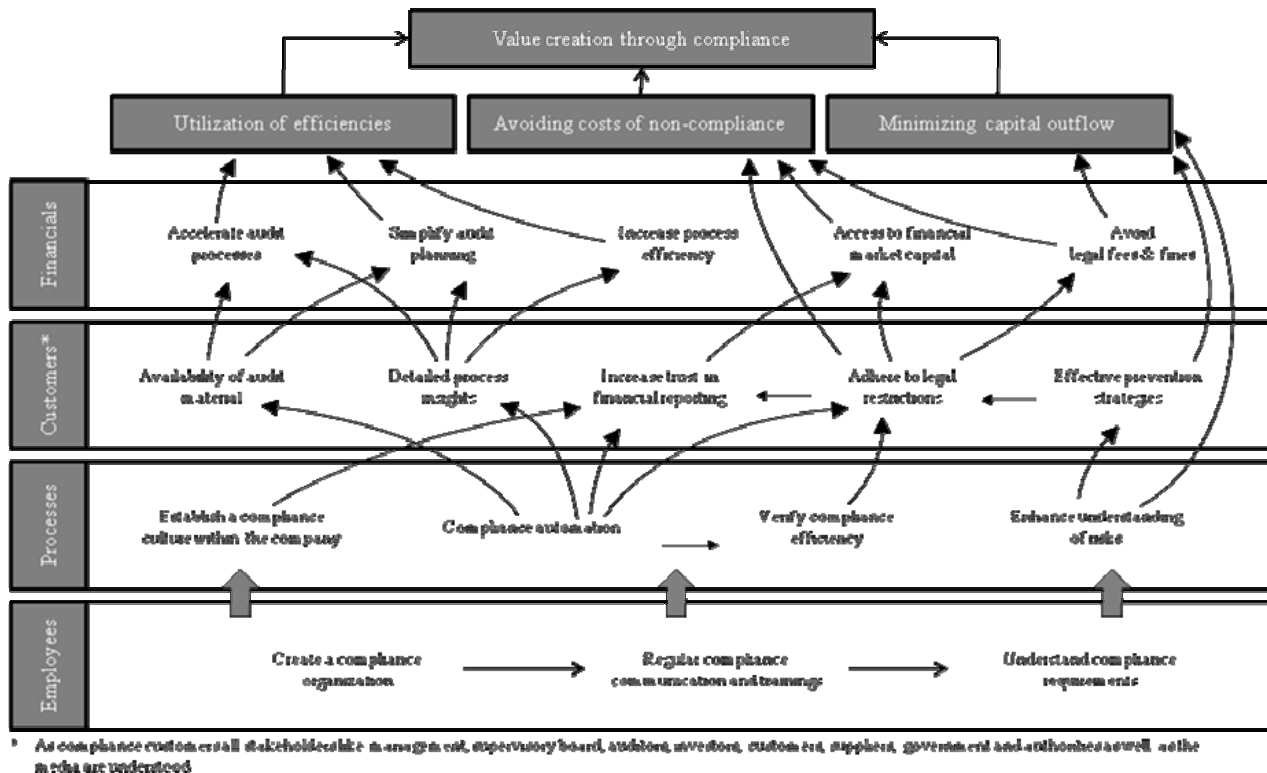 Value creation through compliance
Utilization of efficiencies
Avoiding costs of non-compliance
Minimizing capital outflow
Financials
Accelerate audit
processes
Simplify audit
planning
Increase process
efficiency
Access to financial
market capital
Avoid
legal fees & fines
Customers*
Availability of audit
material
Detailed process
insights
Increase trust in
financial reporting
Adhere to legal
restrictions
Effective prevention
strategies
Processes
Establish a compliance
culture within the company
Compliance automation
Verify compliance
efficiency
Enhance understanding
of risks
Employees
Create a compliance
organization
Regular compliance
communication and trainings
Understand compliance
requirements
* As compliance customers all stakeholders like management, supervisory board, auditors, investors, customers, suppliers, government and authorities as well as the
media are understood